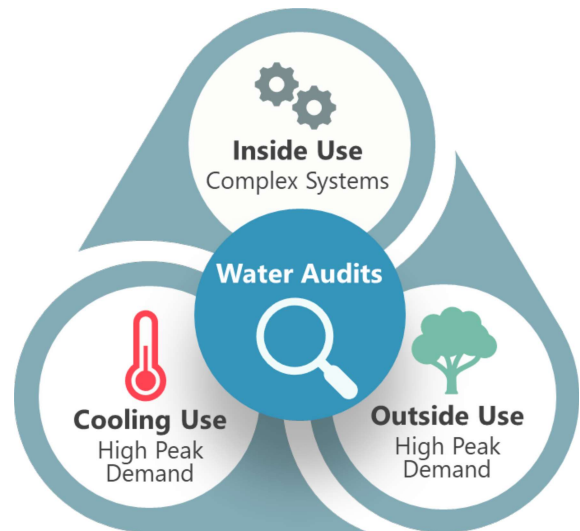 Inside Use
Complex Systems
Water Audits
Cooling Use
High Peak
Demand
Outside Use
High Peak
Demand